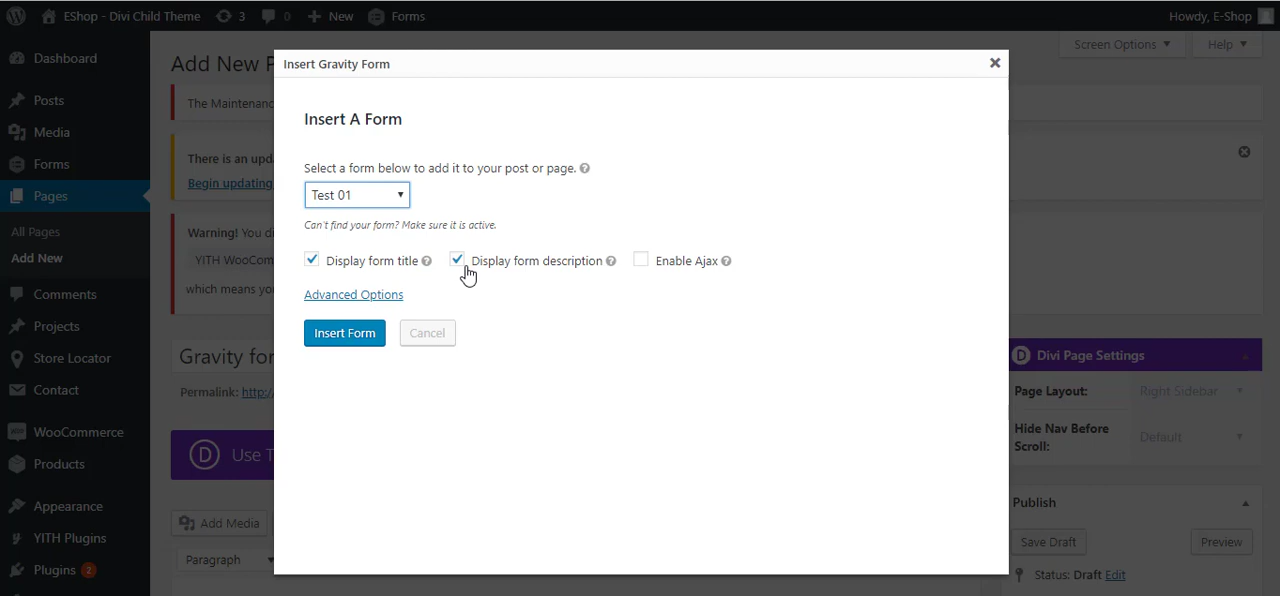 EShop - Divi Child Theme 3 0 New Forms Howdy, E-Shop
Dashboard
Posts
Media
Forms
Pages
All Pages
Add New
Comments
Projects
Store Locator
Contact
WooCommerce
Products
Appearance
YITH Plugins
Plugins 2
Screen Options ▼ Help ▼
Add New P
The Maintenanc
There is an upda
Begin updating
Warning! You di
YITH WooCom
which means you
Gravity for
Permalink: http:/
D Use T
Add Media
Paragraph ▼
Insert Gravity Form
Insert A Form
Select a form below to add it to your post or page.
Test 01 ▼
Can't find your form? Make sure it is active.
Display form title Display form description Enable Ajax
Advanced Options
Insert Form Cancel
D Divi Page Settings
Page Layout: Right Sidebar
Hide Nav Before
Scroll:
Default
Publish
Save Draft Preview
Status: Draft Edit